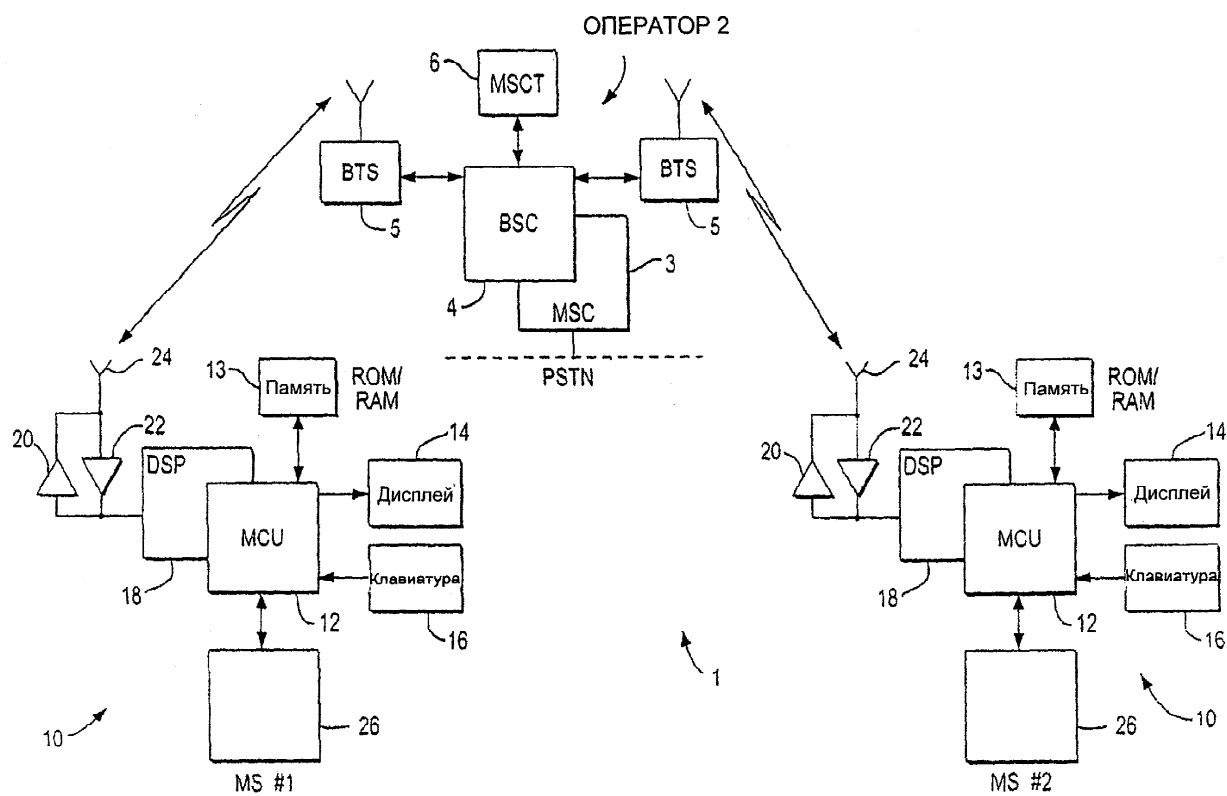 ОПЕРАТОР 2
6
MSCT
BTS
BTS
5
BSC
5
3
4
MSC
PSTN
24
13
Память
ROM/
RAM
20
22
DSP
14
Дисплей
MCU
18
Клавиатура
12
16
26
10
MS #1
1
24
13
Память
ROM/
RAM
20
22
DSP
14
Дисплей
MCU
18
Клавиатура
12
16
26
10
MS #2